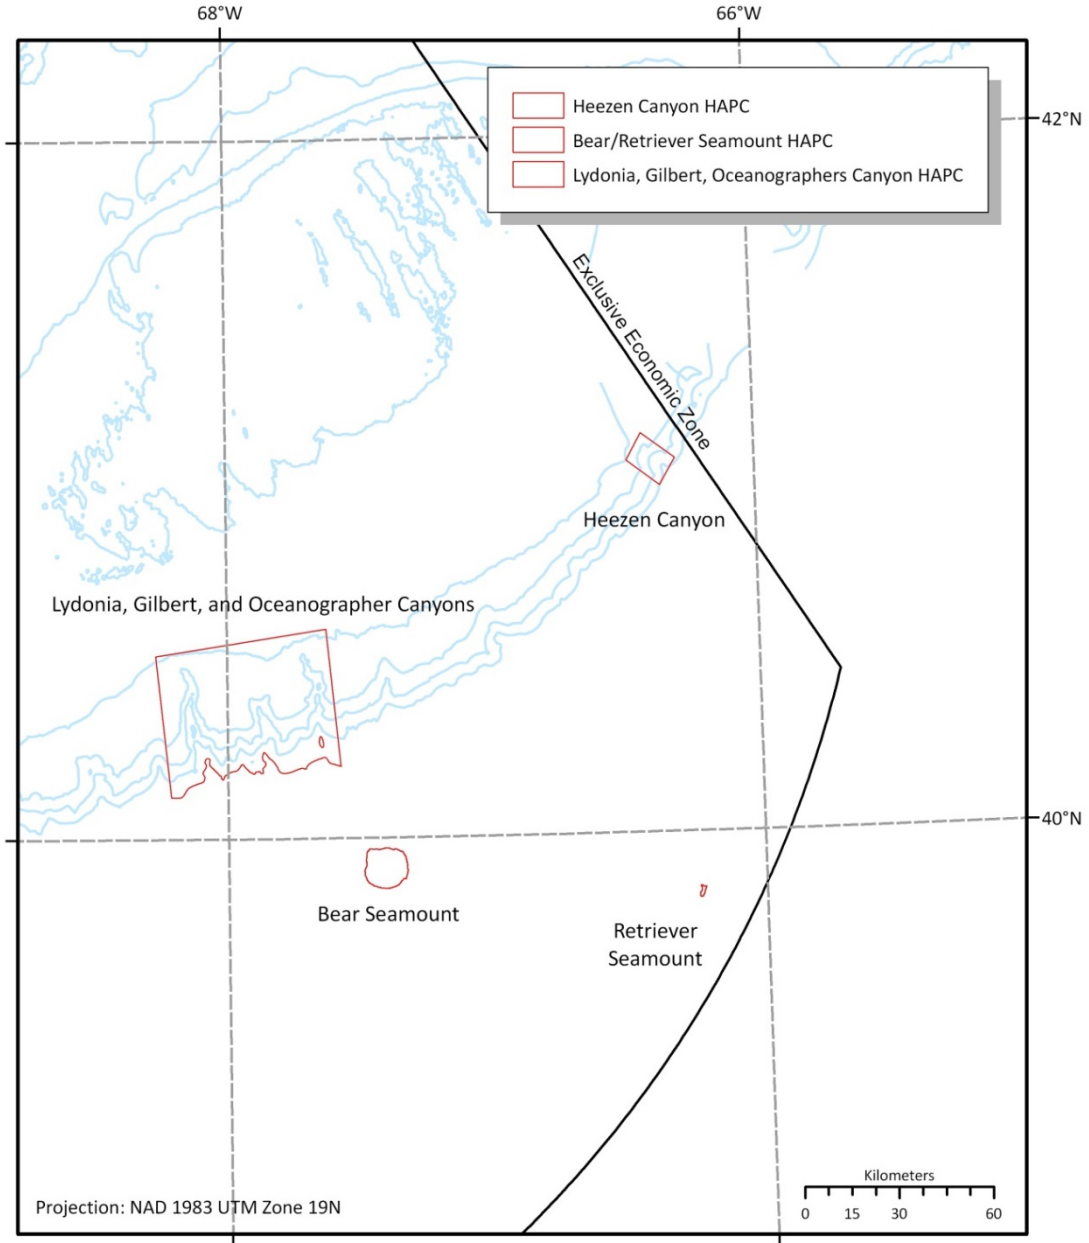 68°W
66°W
Heezen Canyon HAPC
Bear/Retriever Seamount HAPC
Lydonia, Gilbert, Oceanographers Canyon HAPC
42°N
Exclusive Economic Zone
Heezen Canyon
Lydonia, Gilbert, and Oceanographer Canyons
40°N
Bear Seamount
Retriever
Seamount
Kilometers
0 15 30 60
Projection: NAD 1983 UTM Zone 19N